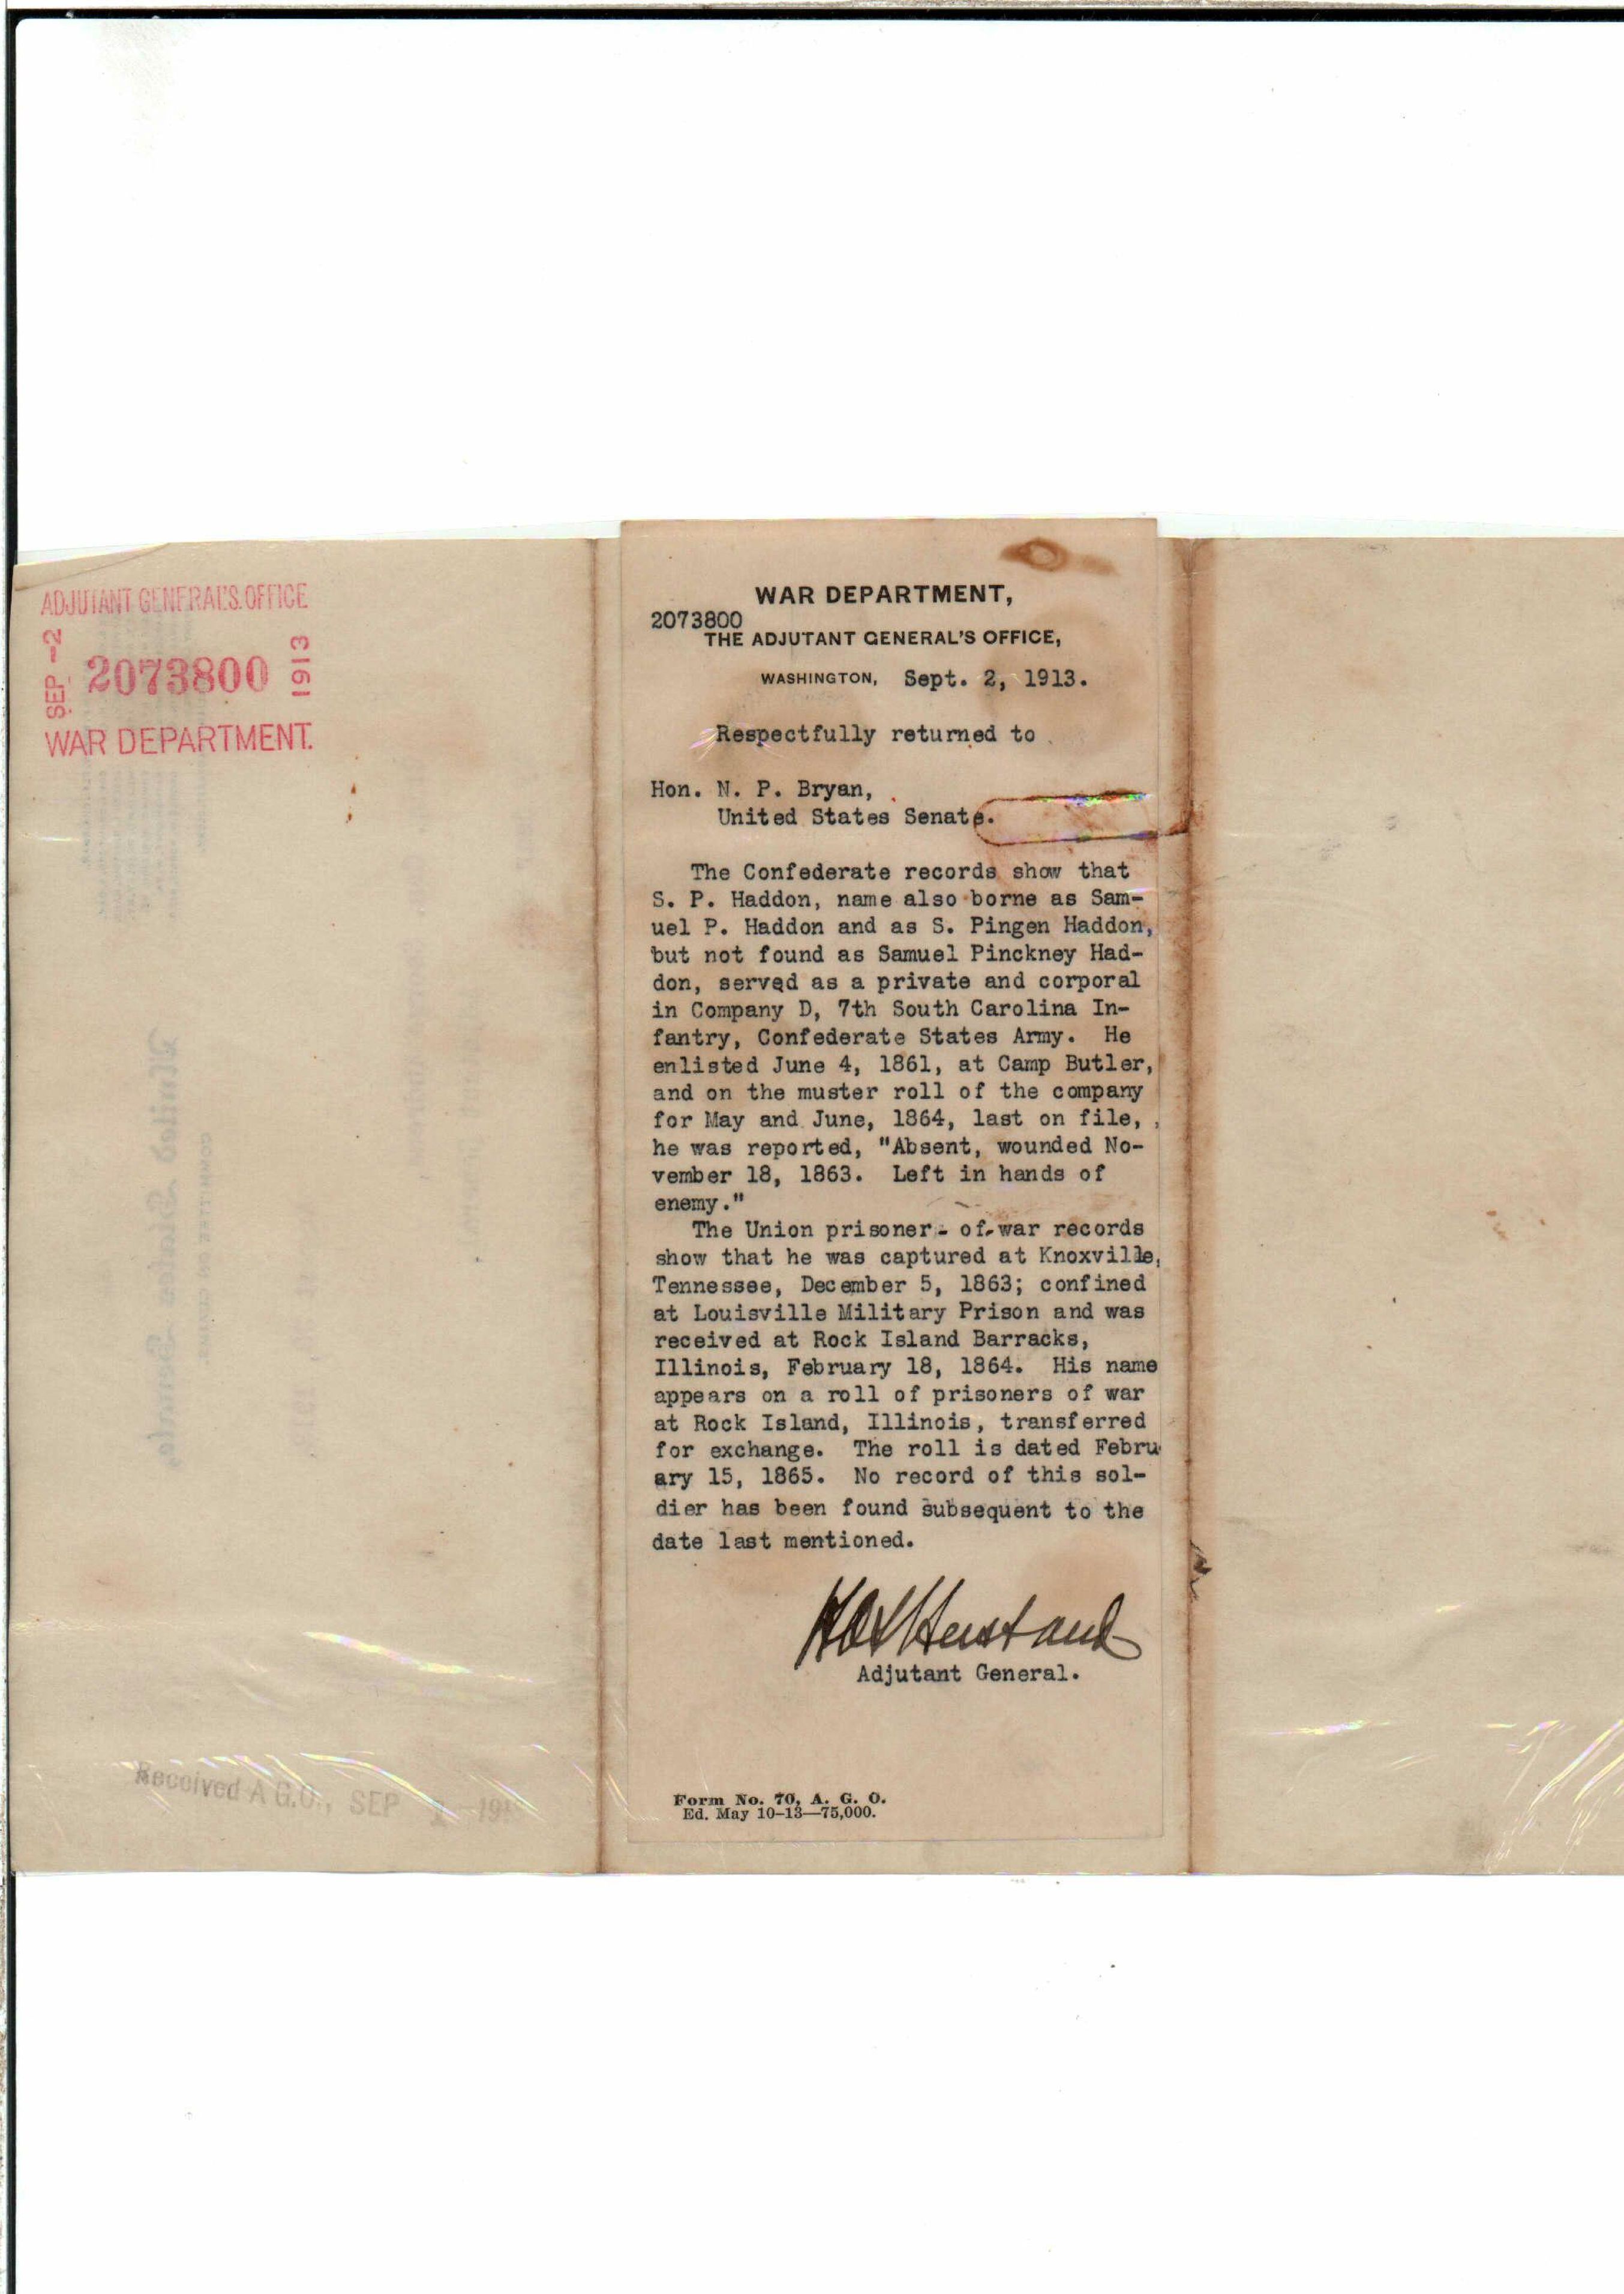 ADJUTANT GENERAL'S OFFICE
SEP -2
2073800
1913
WAR DEPARTMENT.
Received A.G.O., SEP
WAR DEPARTMENT,
2073800
THE ADJUTANT GENERAL'S OFFICE,
WASHINGTON, Sept. 2, 1913.
Respectfully returned to
Hon. N. P. Bryan,
United States Senate.
The Confederate records show that
S. P. Haddon, name also borne as Sam-
uel P. Haddon and as S. Pingen Haddon,
but not found as Samuel Pinckney Had-
don, served as a private and corporal
in Company D, 7th South Carolina In-
fantry, Confederate States Army. He
enlisted June 4, 1861, at Camp Butler,
and on the muster roll of the company
for May and June, 1864, last on file,
he was reported, "Absent, wounded No-
vember 18, 1863. Left in hands of
enemy."
The Union prisoner-of-war records
show that he was captured at Knoxville,
Tennessee, December 5, 1863; confined
at Louisville Military Prison and was
received at Rock Island Barracks,
Illinois, February 18, 1864. His name
appears on a roll of prisoners of war
at Rock Island, Illinois, transferred
for exchange. The roll is dated Febru
ary 15, 1865. No record of this sol-
dier has been found subsequent to the
date last mentioned.
Adjutant General.
Form No. 70, A. G. O.
Ed. May 10-13—75,000.